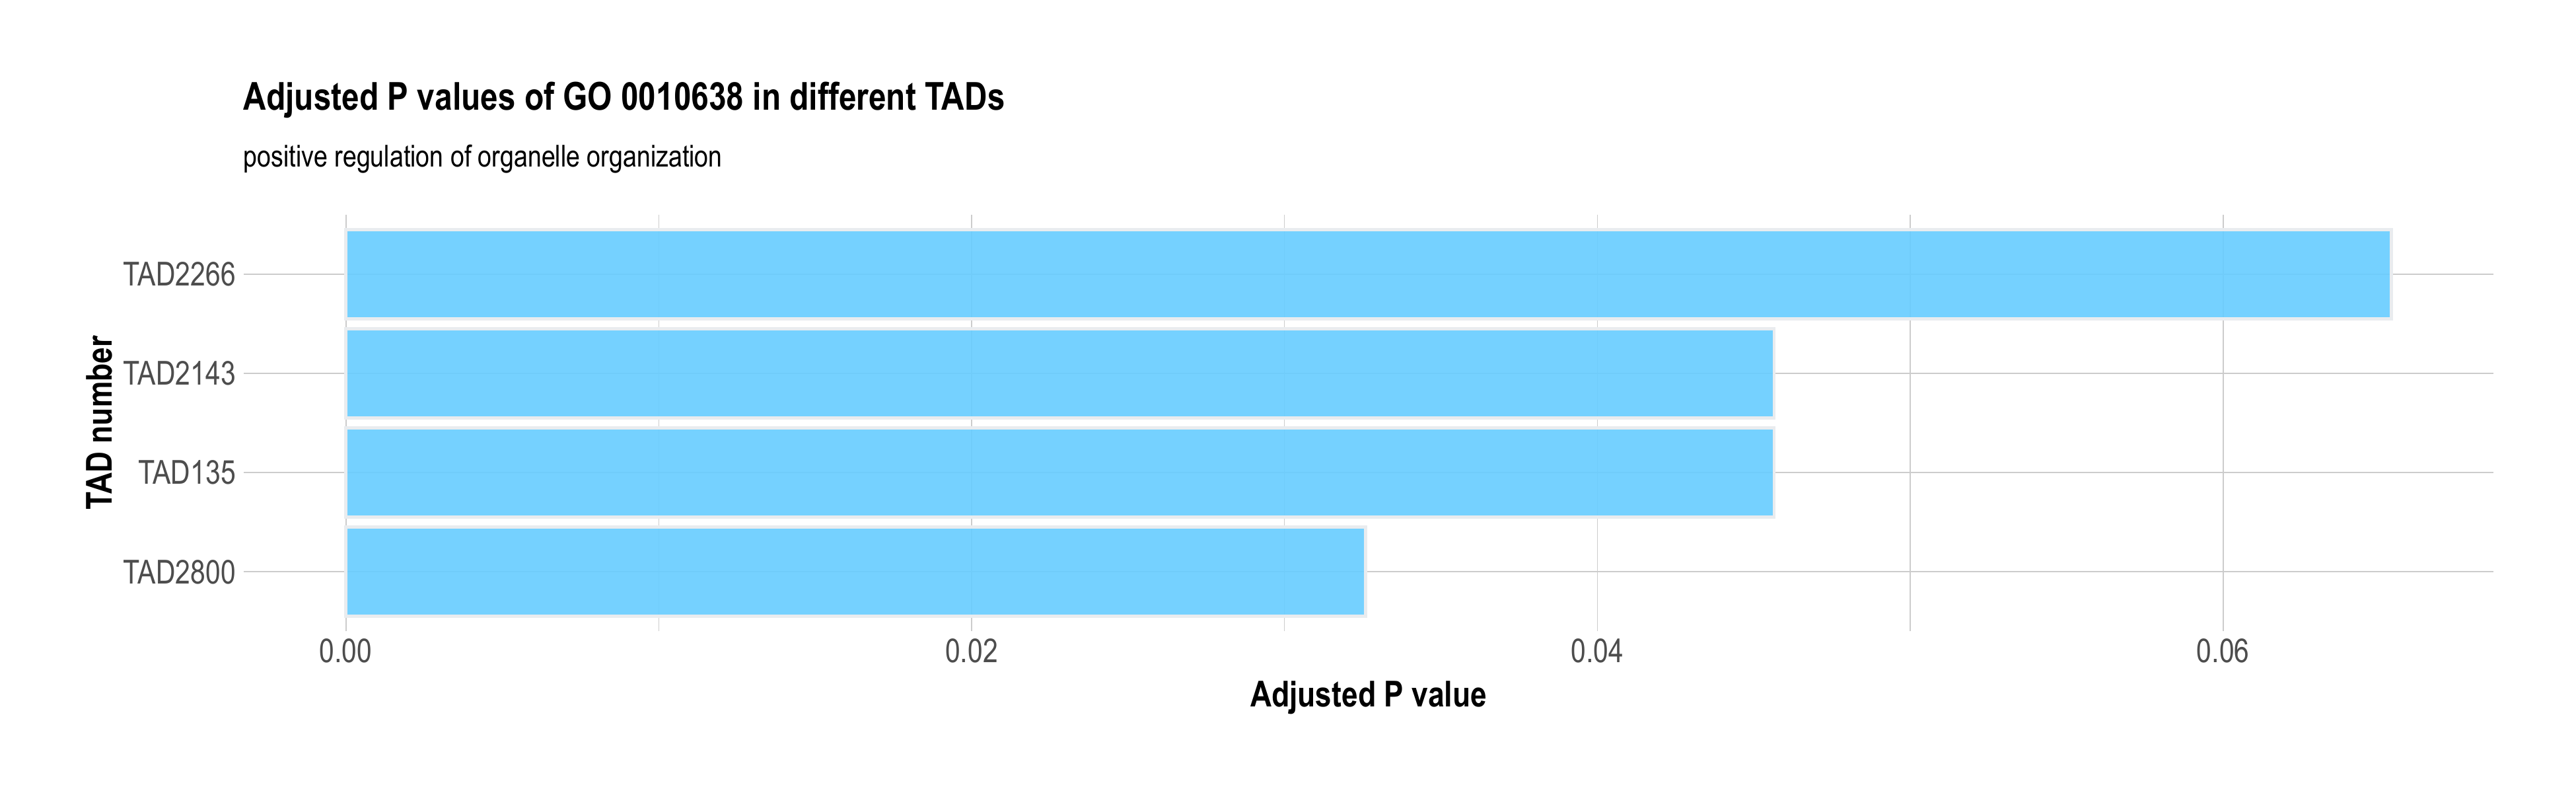 Adjusted P values of GO 0010638 in different TADs
positive regulation of organelle organization
TAD number
TAD2266
TAD2143
TAD135
TAD2800
0.00 0.02 0.04 0.06
Adjusted P value